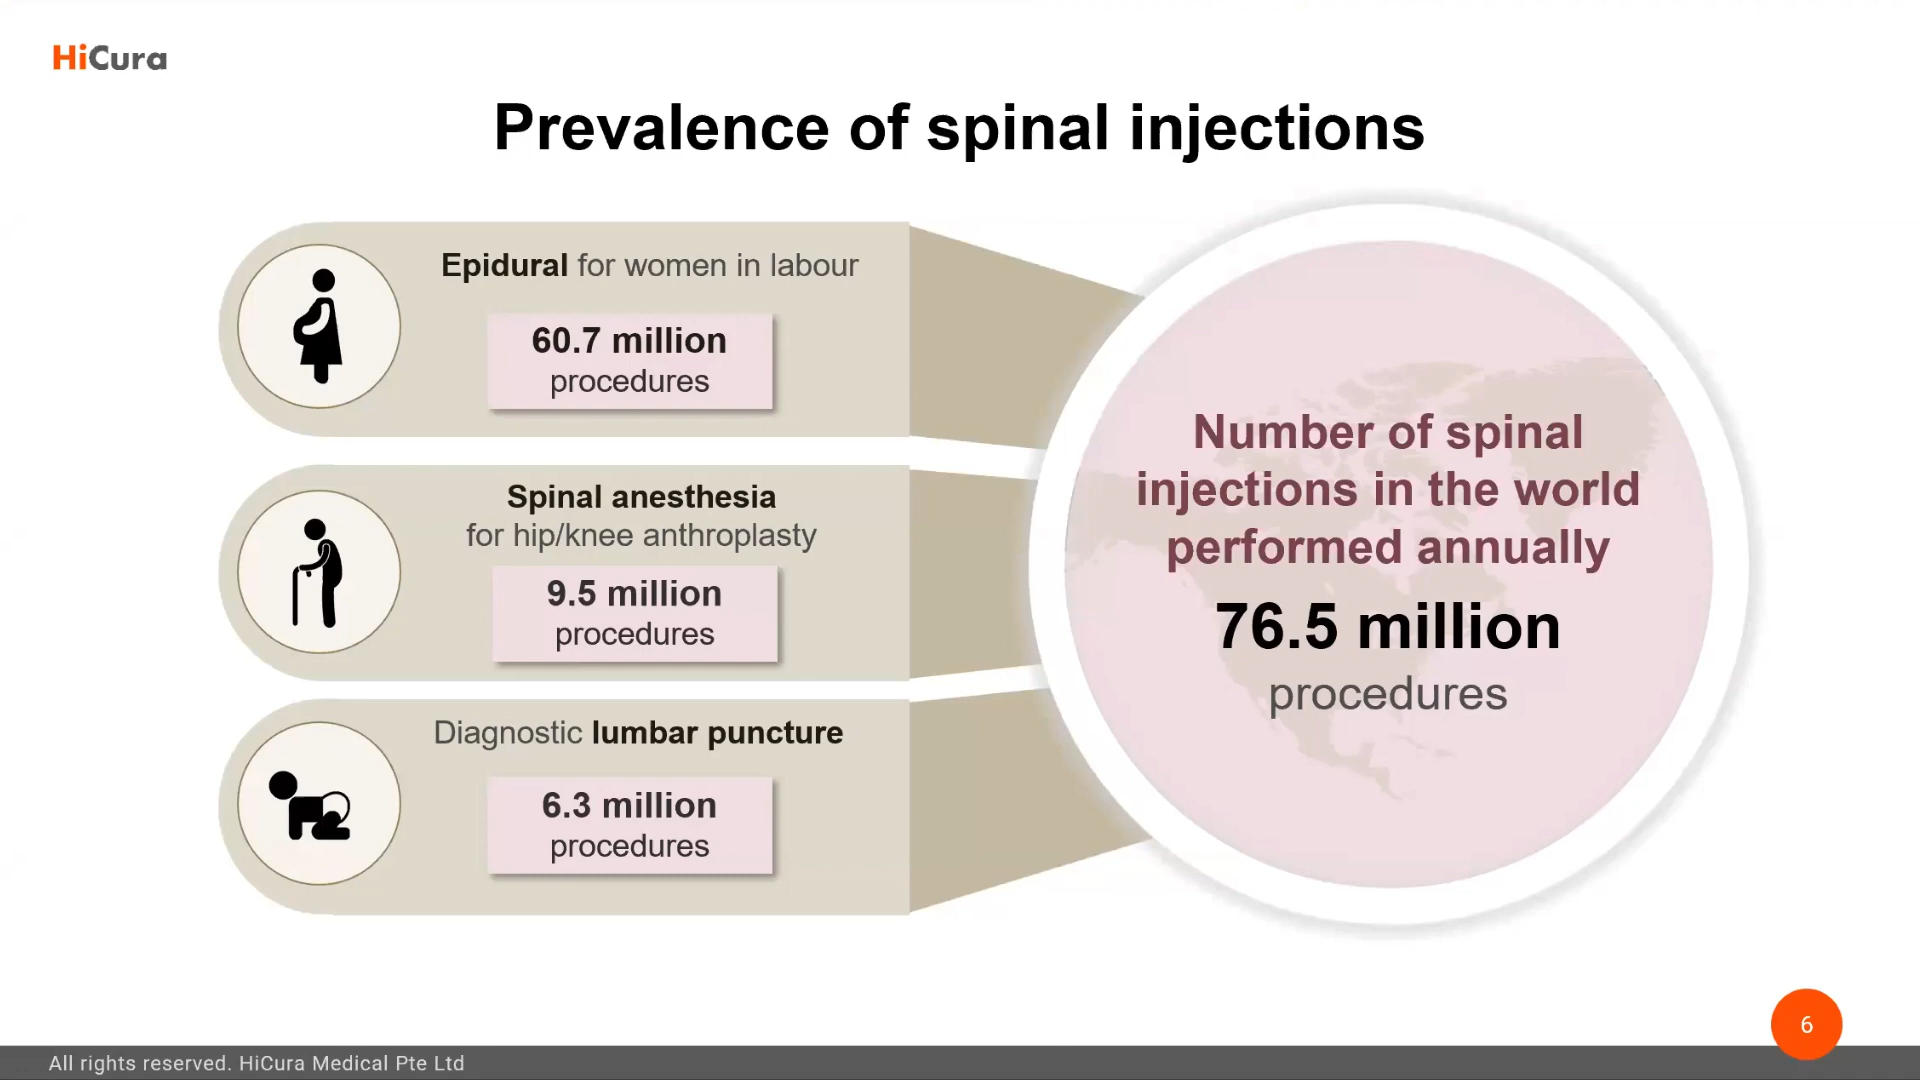 HiCura
Prevalence of spinal injections
Epidural for women in labour
60.7 million
procedures
Spinal anesthesia
for hip/knee anthroplasty
9.5 million
procedures
Diagnostic lumbar puncture
6.3 million
procedures
Number of spinal
injections in the world
performed annually
76.5 million
procedures
6
All rights reserved. HiCura Medical Pte Ltd